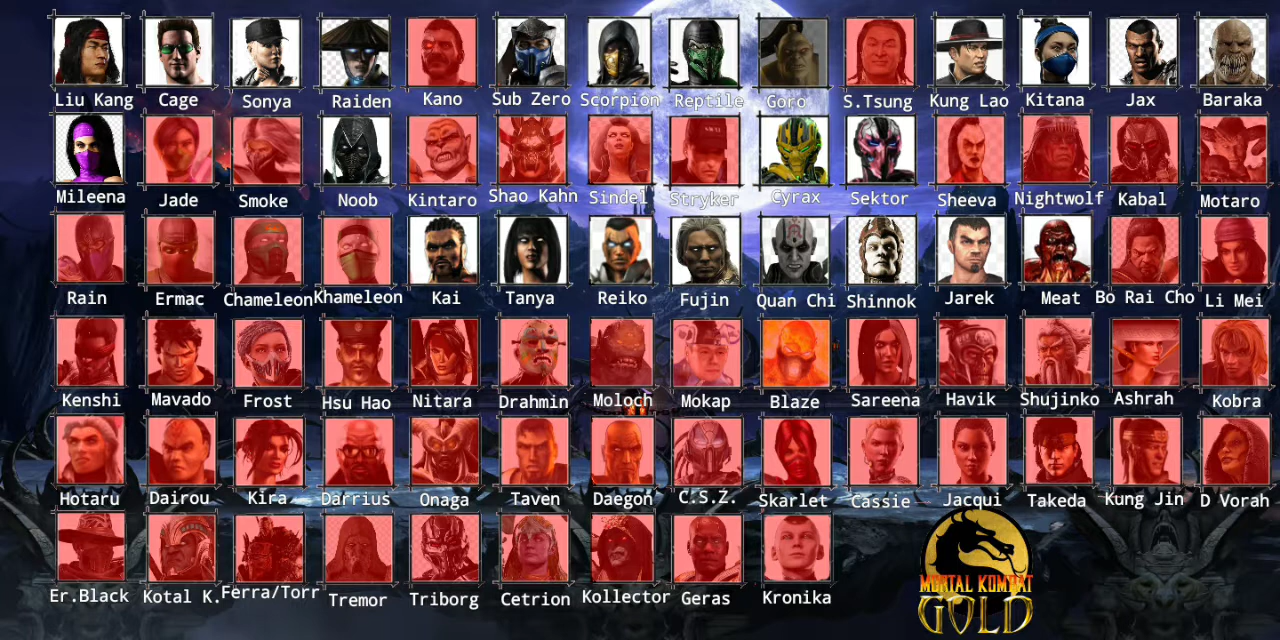 Liu Kang Cage Sonya Raiden Kano Sub Zero Scorpion Reptile Goro S.Tsung Kung Lao Kitana Jax Baraka
Mileena Jade Smoke Noob Kintaro Shao Kahn Sindel Stryker Cyrax Sektor Sheeva Nightwolf Kabal Motaro
Rain Ermac Chameleon Khameleon Kai Tanya Reiko Fujin Quan Chi Shinnok Jarek Meat Bo Rai Cho Li Mei
Kenshi Mavado Frost Hsu Hao Nitara Drahmin Moloch Mokap Blaze Sareena Havik Shujinko Ashrah Kobra
Hotaru Dairou Kira Darrius Onaga Taven Daegon C.S.Z. Skarlet Cassie Jacqui Takeda Kung Jin D Vorah
Er.Black Kotal K. Ferra/Torr Tremor Triborg Cetrion Kollector Geras Kronika
MORTAL KOMBAT
GOLD